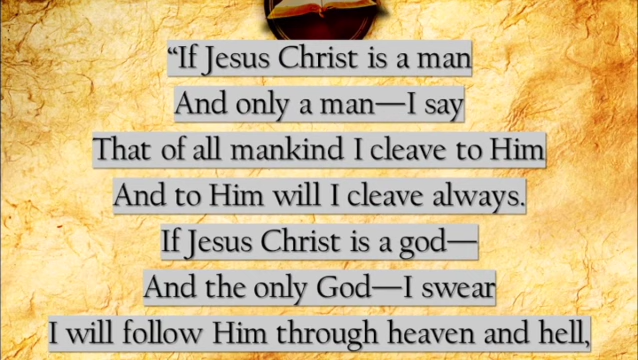 “If Jesus Christ is a man
And only a man—I say
That of all mankind I cleave to Him
And to Him will I cleave always.
If Jesus Christ is a god—
And the only God—I swear
I will follow Him through heaven and hell,